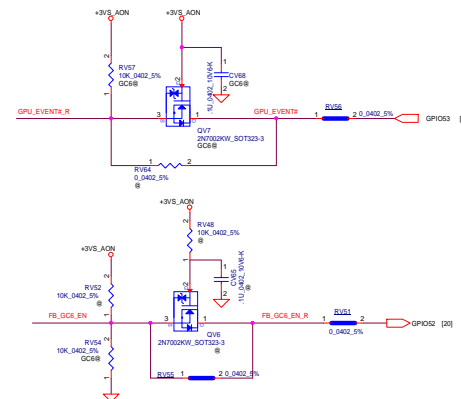 +3VS_AON
+3VS_AON
2
RV57
10K_0402_5%
GC6@
1
2
1
.1U_0402_10V6-K
CV68
GC6@
2
GPU_EVENT#_R
3
1
GPU_EVENT#
QV7
2N7002KW_SOT323-3
GC6@
RV56
1
2
0_0402_5%
GPIO53
[
1
2
RV64
0_0402_5%
@
+3VS_AON
2
RV48
10K_0402_5%
@
1
+3VS_AON
2
RV52
10K_0402_5%
@
1
2
1
CV65
.1U_0402_10V6-K
@
2
FB_GC6_EN
3
1
FB_GC6_EN_R
QV6
2N7002KW_SOT323-3
@
RV51
1
2
0_0402_5%
GPIO52 [20]
2
RV54
10K_0402_5%
GC6@
1
RV55
1
2 0_0402_5%